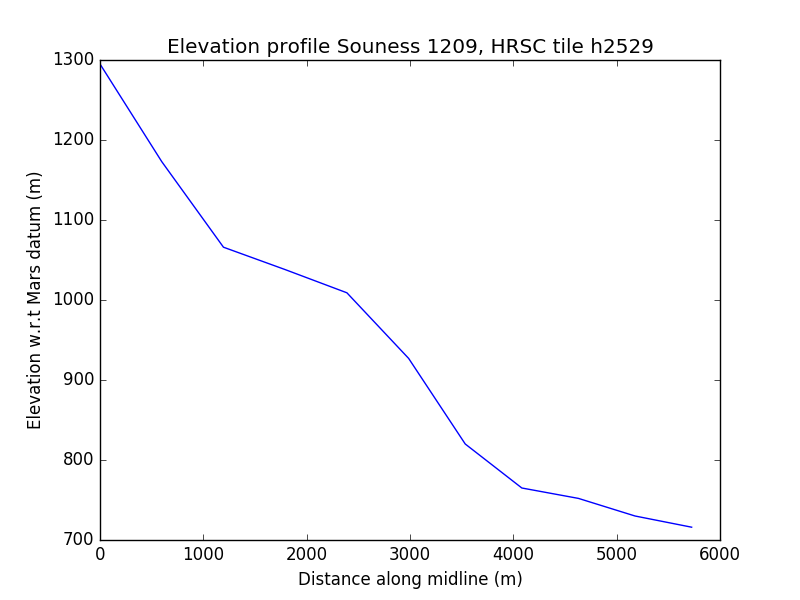 Elevation profile Souness 1209, HRSC tile h2529
1300
1200
1100
1000
900
800
700
Elevation w.r.t Mars datum (m)
0 1000 2000 3000 4000 5000 6000
Distance along midline (m)